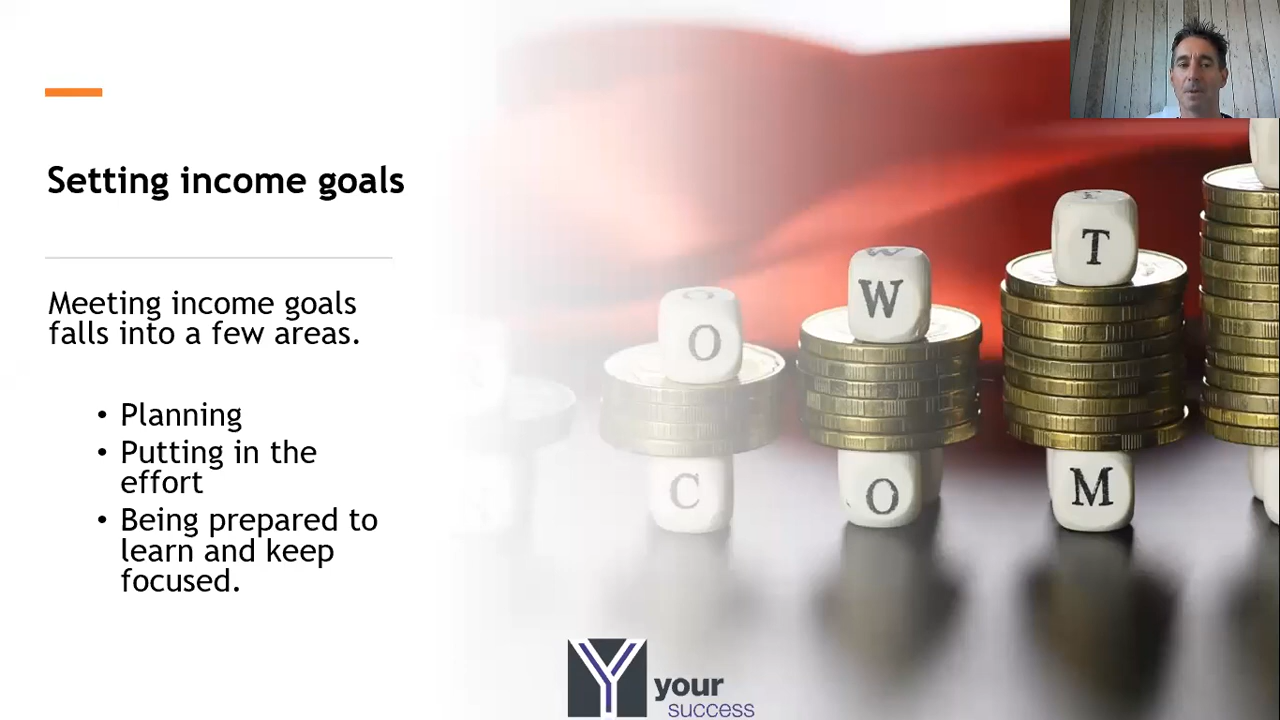 Setting income goals
Meeting income goals
falls into a few areas.
• Planning
• Putting in the
effort
• Being prepared to
learn and keep
focused.
O W T
C O M
Y your
success